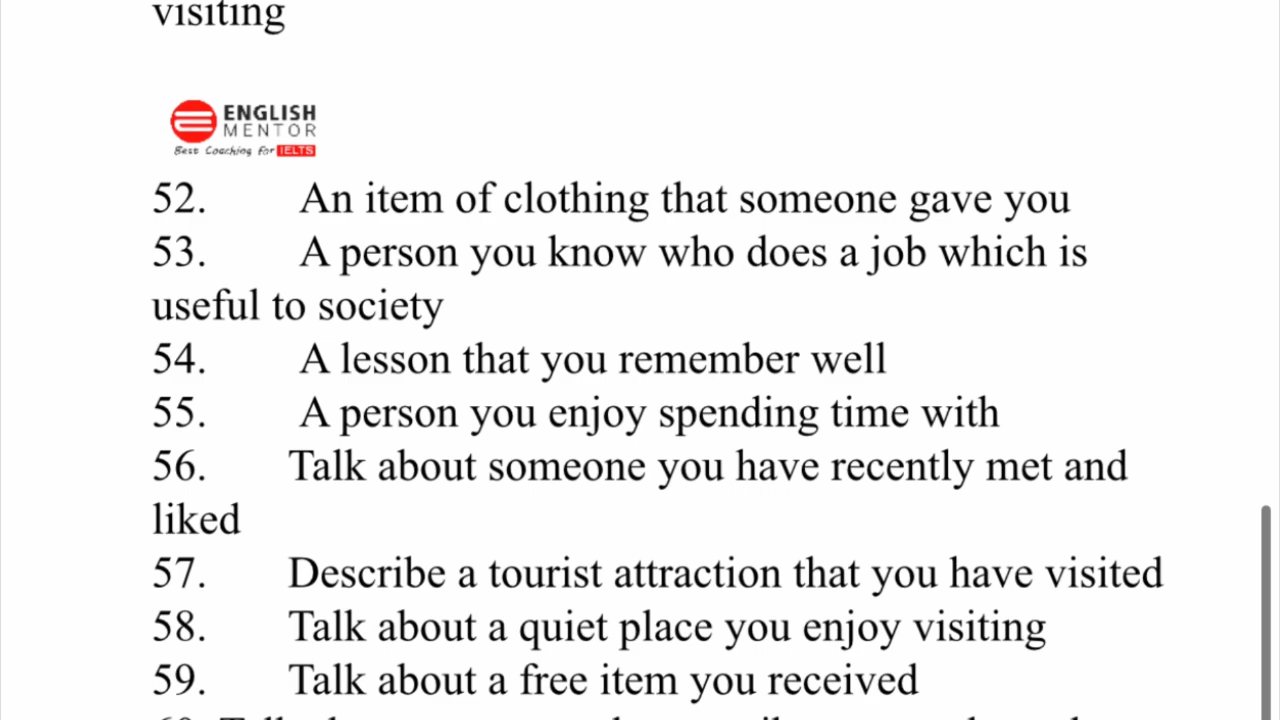 visiting
ENGLISH
MENTOR
Best Coaching for IELTS
52. An item of clothing that someone gave you
53. A person you know who does a job which is
useful to society
54. A lesson that you remember well
55. A person you enjoy spending time with
56. Talk about someone you have recently met and
liked
57. Describe a tourist attraction that you have visited
58. Talk about a quiet place you enjoy visiting
59. Talk about a free item you received